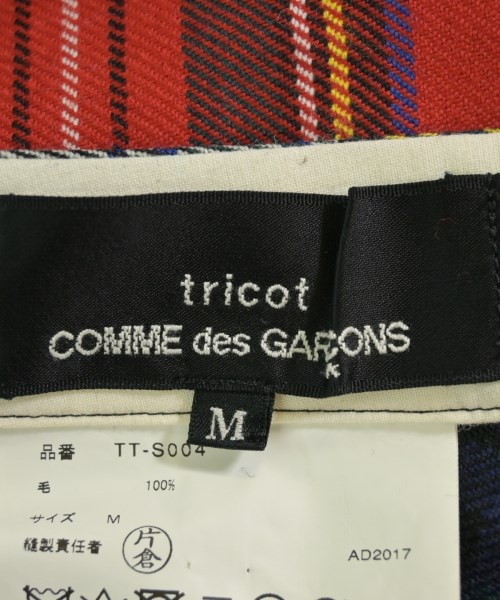 tricot
COMME des GARÇONS
M
品番 TT-S004
毛 100%
サイズ M
縫製責任者 片倉
AD2017